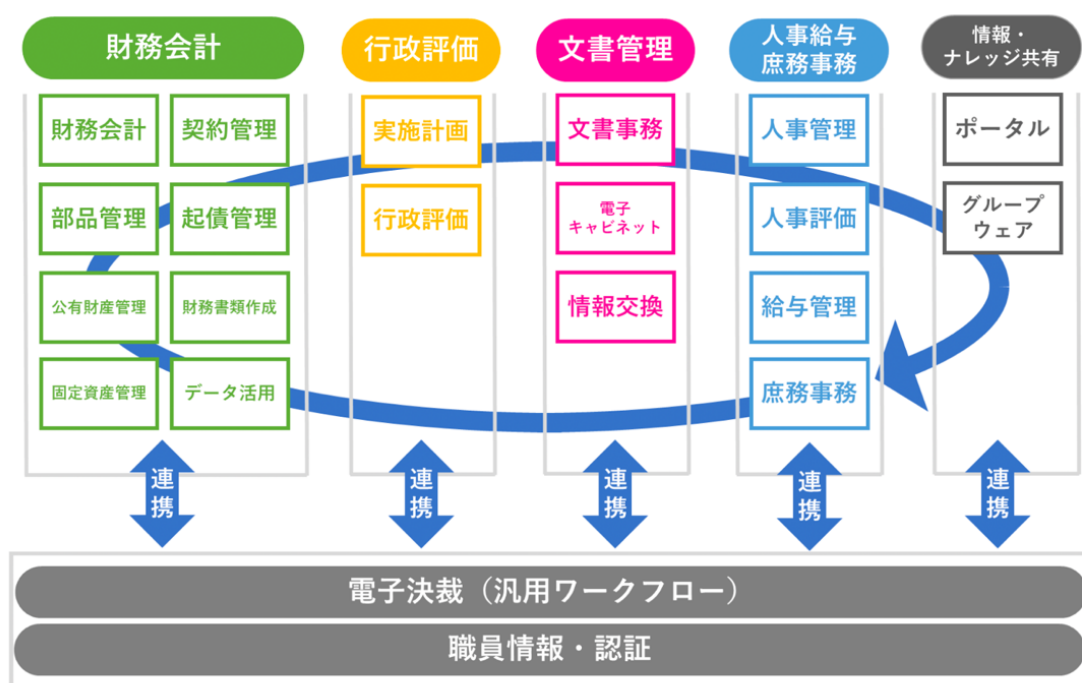 財務会計
行政評価
文書管理
人事給与
庶務事務
情報・
ナレッジ共有
財務会計
契約管理
部品管理
起債管理
公有財産管理
財務書類作成
固定資産管理
データ活用
実施計画
行政評価
文書事務
電子
キャビネット
情報交換
人事管理
人事評価
給与管理
庶務事務
ポータル
グループ
ウェア
連
携
連
携
連
携
連
携
連
携
電子決裁（汎用ワークフロー）
職員情報・認証